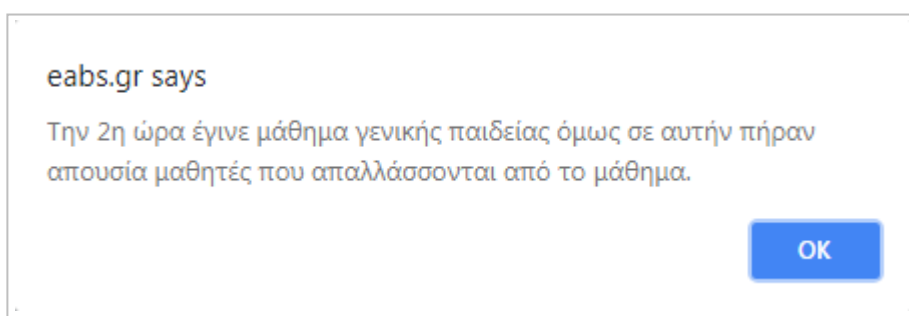 eabs.gr says
Την 2η ώρα έγινε μάθημα γενικής παιδείας όμως σε αυτήν πήραν
απουσία μαθητές που απαλλάσσονται από το μάθημα.
OK